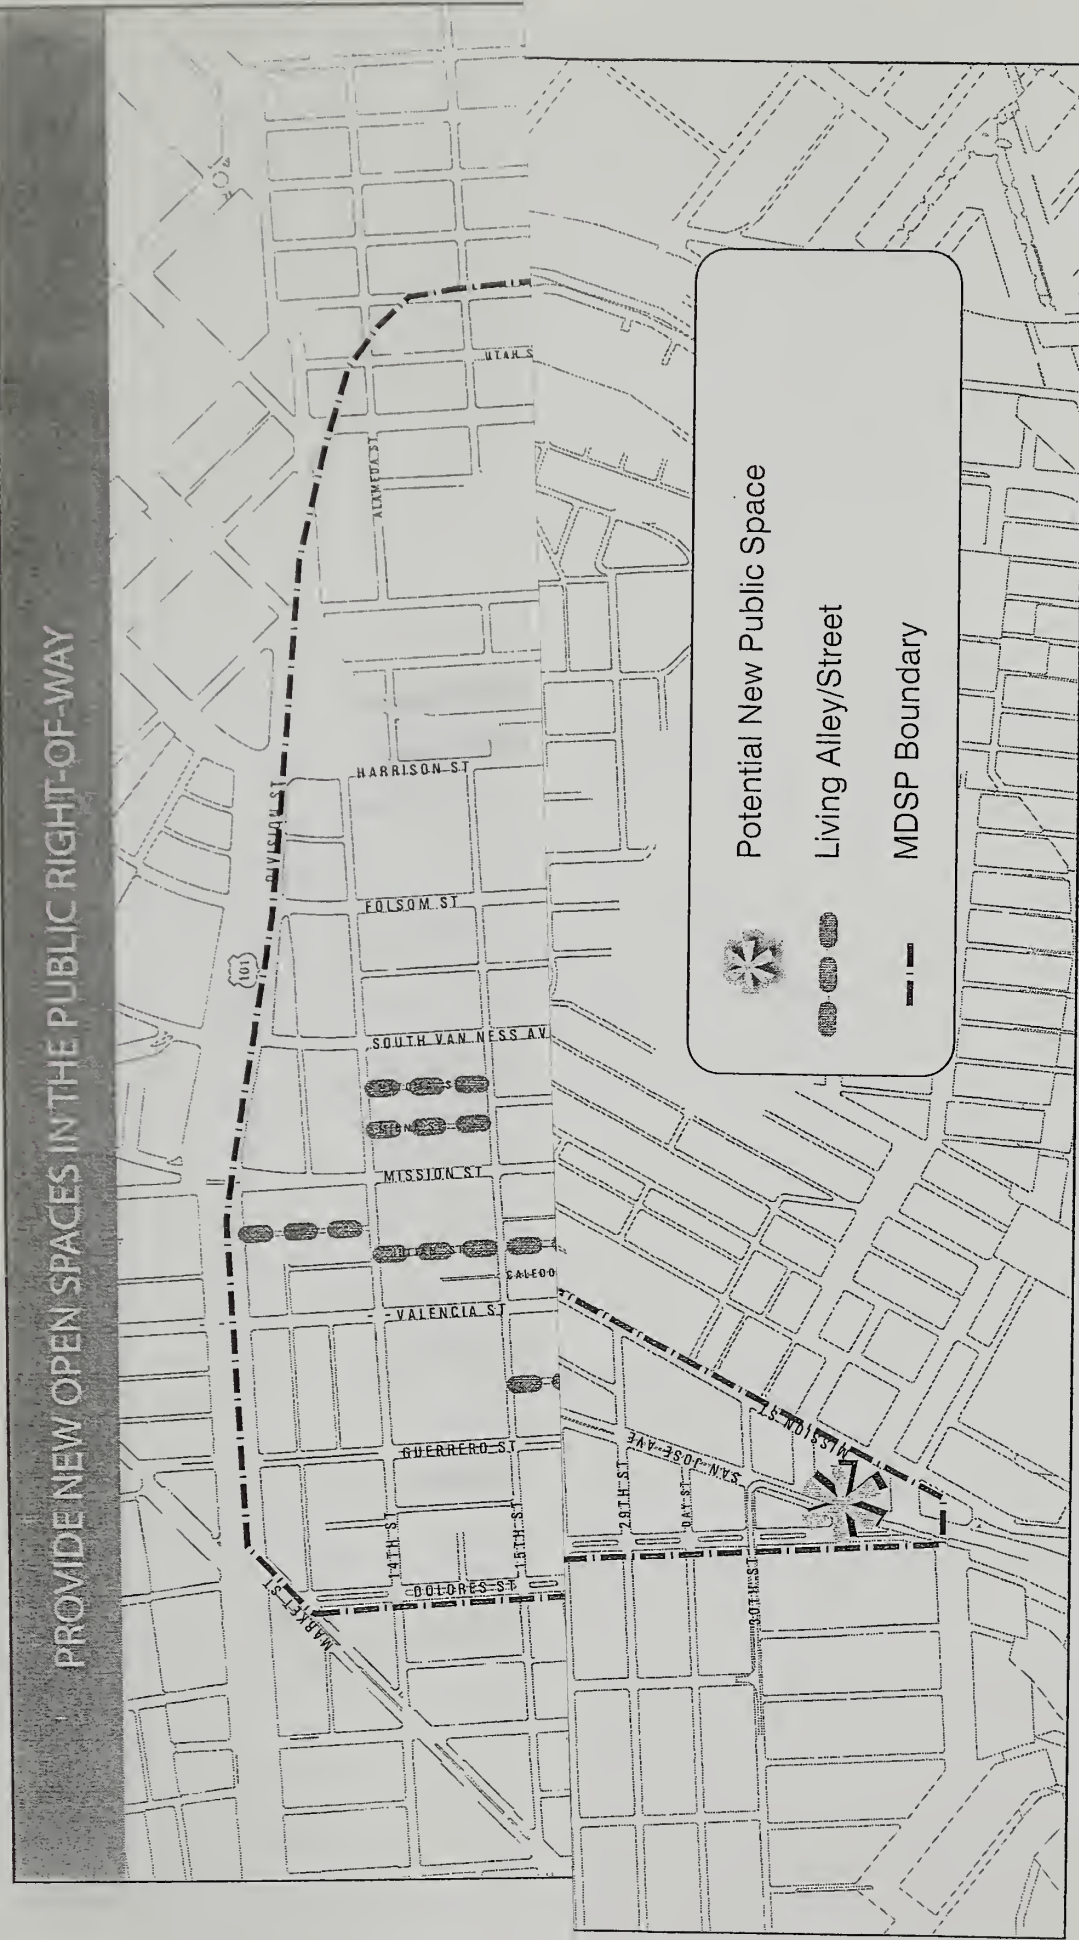 PROVIDE NEW OPEN SPACES IN THE PUBLIC RIGHT-OF-WAY
UTAH S
ALAMEDA ST
HARRISON ST
DIVISION ST
FOLSOM ST
101
SOUTH VAN NESS AV
MISSION ST
CALEDO
VALENCIA ST
GUERRERO ST
14TH ST
15TH ST
DOLORES ST
MARKET ST
MISSION ST
SAN JOSE AVE
29TH ST
DAY ST
30TH ST
Potential New Public Space
Living Alley/Street
MDSP Boundary